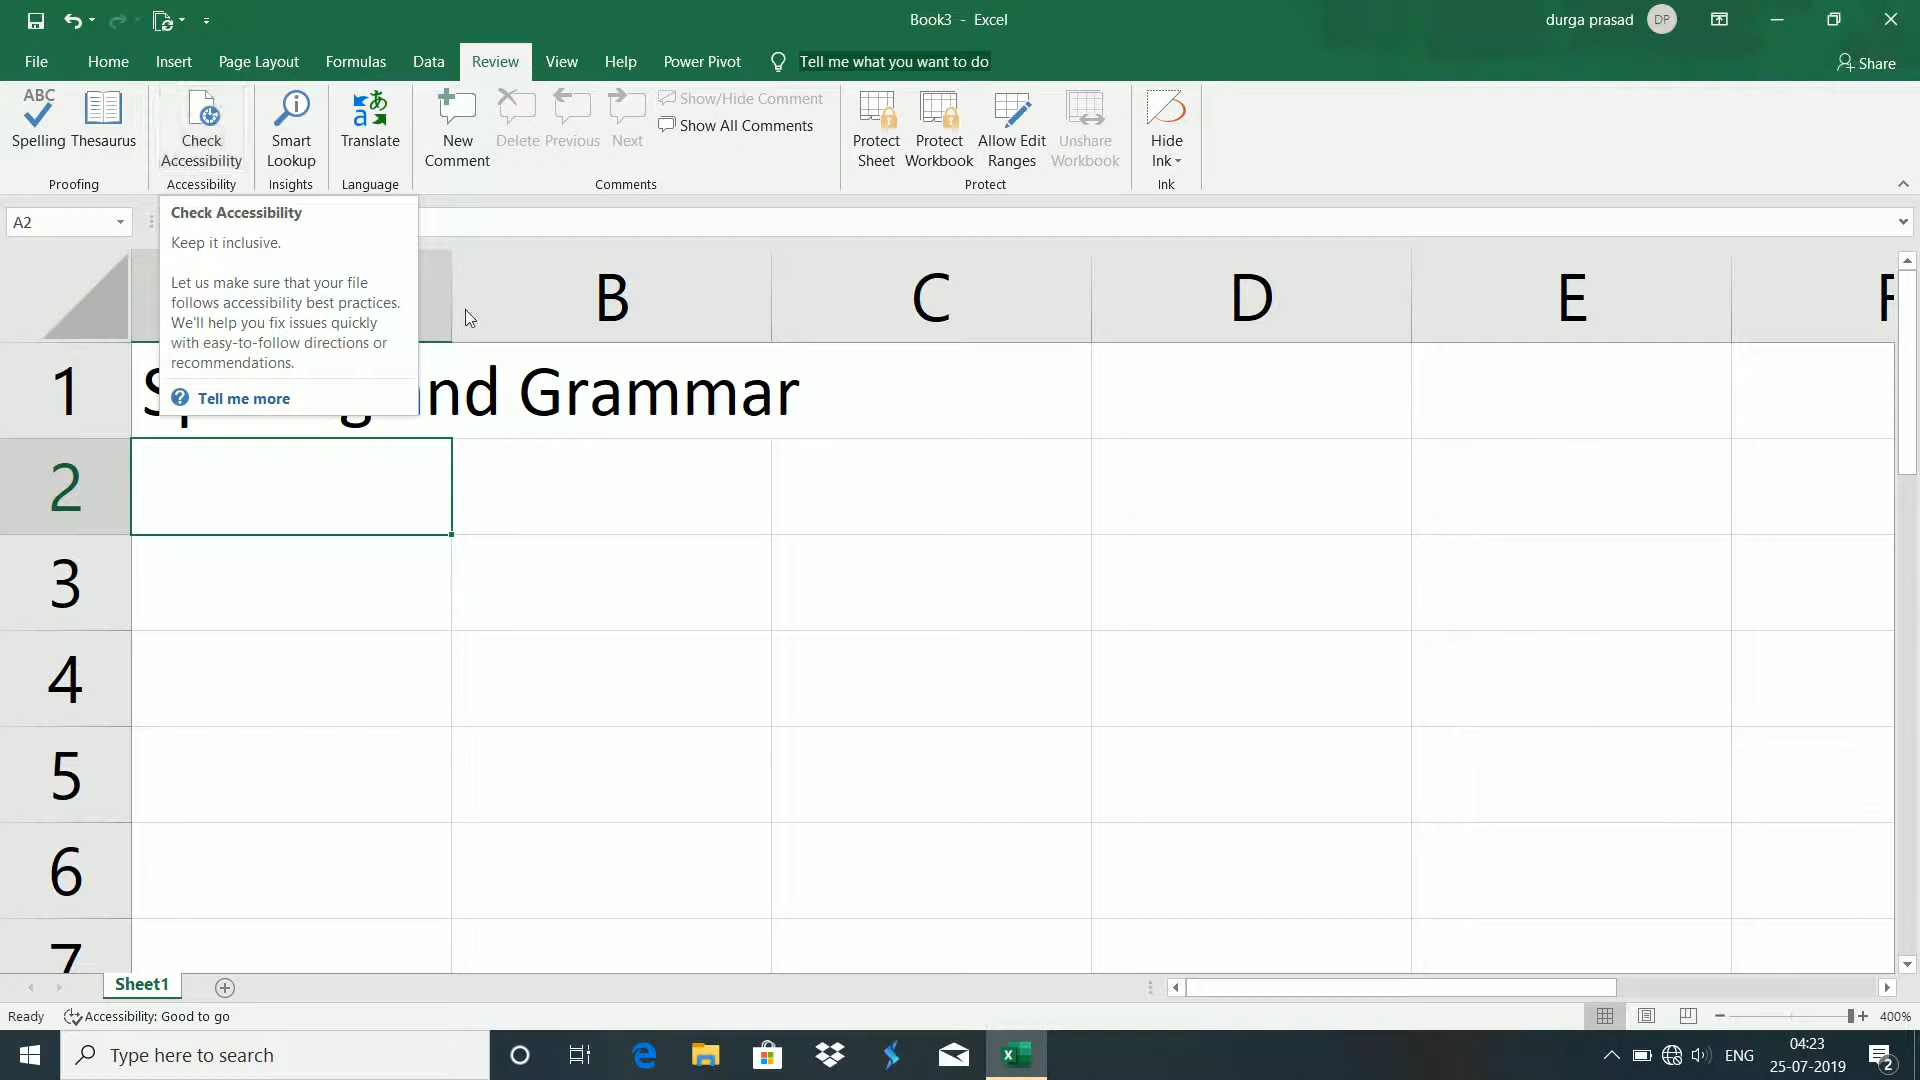 Book3 - Excel
durga prasad
DP
File Home Insert Page Layout Formulas Data Review View Help Power Pivot Tell me what you want to do
Share
ABC
Spelling
Thesaurus
Proofing
Check
Accessibility
Accessibility
Smart
Lookup
Insights
Translate
Language
New
Comment
Delete
Previous
Next
Show/Hide Comment
Show All Comments
Comments
Protect
Sheet
Protect
Workbook
Allow Edit
Ranges
Unshare
Workbook
Protect
Hide
Ink
Ink
A2
Check Accessibility
Keep it inclusive.
Let us make sure that your file
follows accessibility best practices.
We'll help you fix issues quickly
with easy-to-follow directions or
recommendations.
Tell me more
B C D E F
1
nd Grammar
2
3
4
5
6
7
Sheet1
Ready
Accessibility: Good to go
400%
Type here to search
ENG
04:23
25-07-2019
2